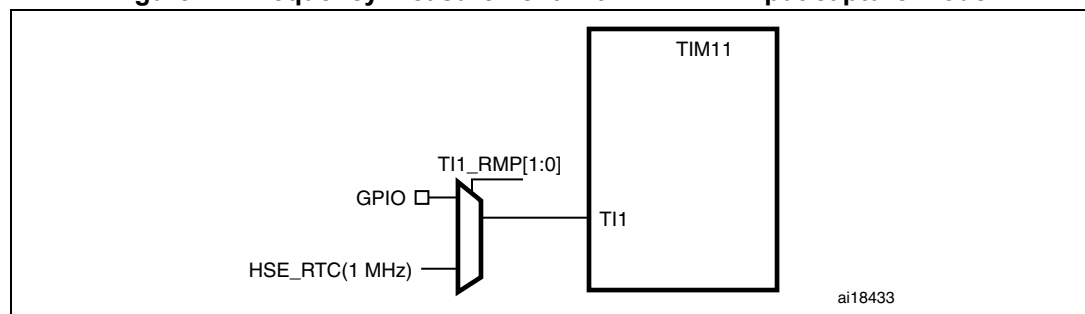 TIM11
TI1_RMP[1:0]
GPIO
TI1
HSE_RTC(1 MHz)
ai18433